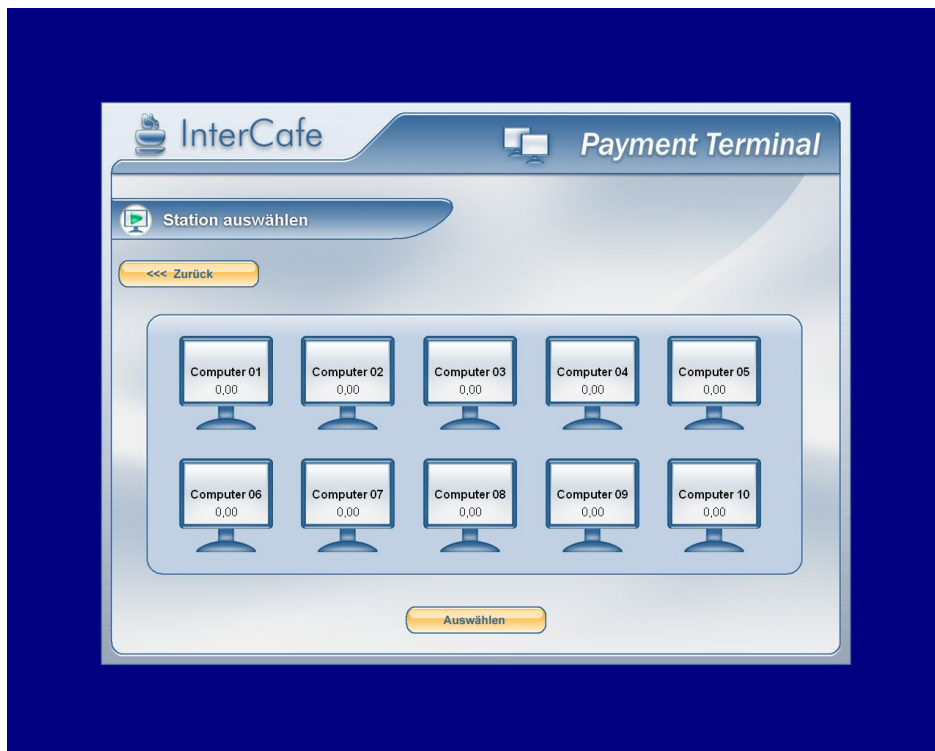 InterCafe
Payment Terminal
Station auswählen
<<< Zurück
Computer 01
0,00
Computer 02
0,00
Computer 03
0,00
Computer 04
0,00
Computer 05
0,00
Computer 06
0,00
Computer 07
0,00
Computer 08
0,00
Computer 09
0,00
Computer 10
0,00
Auswählen